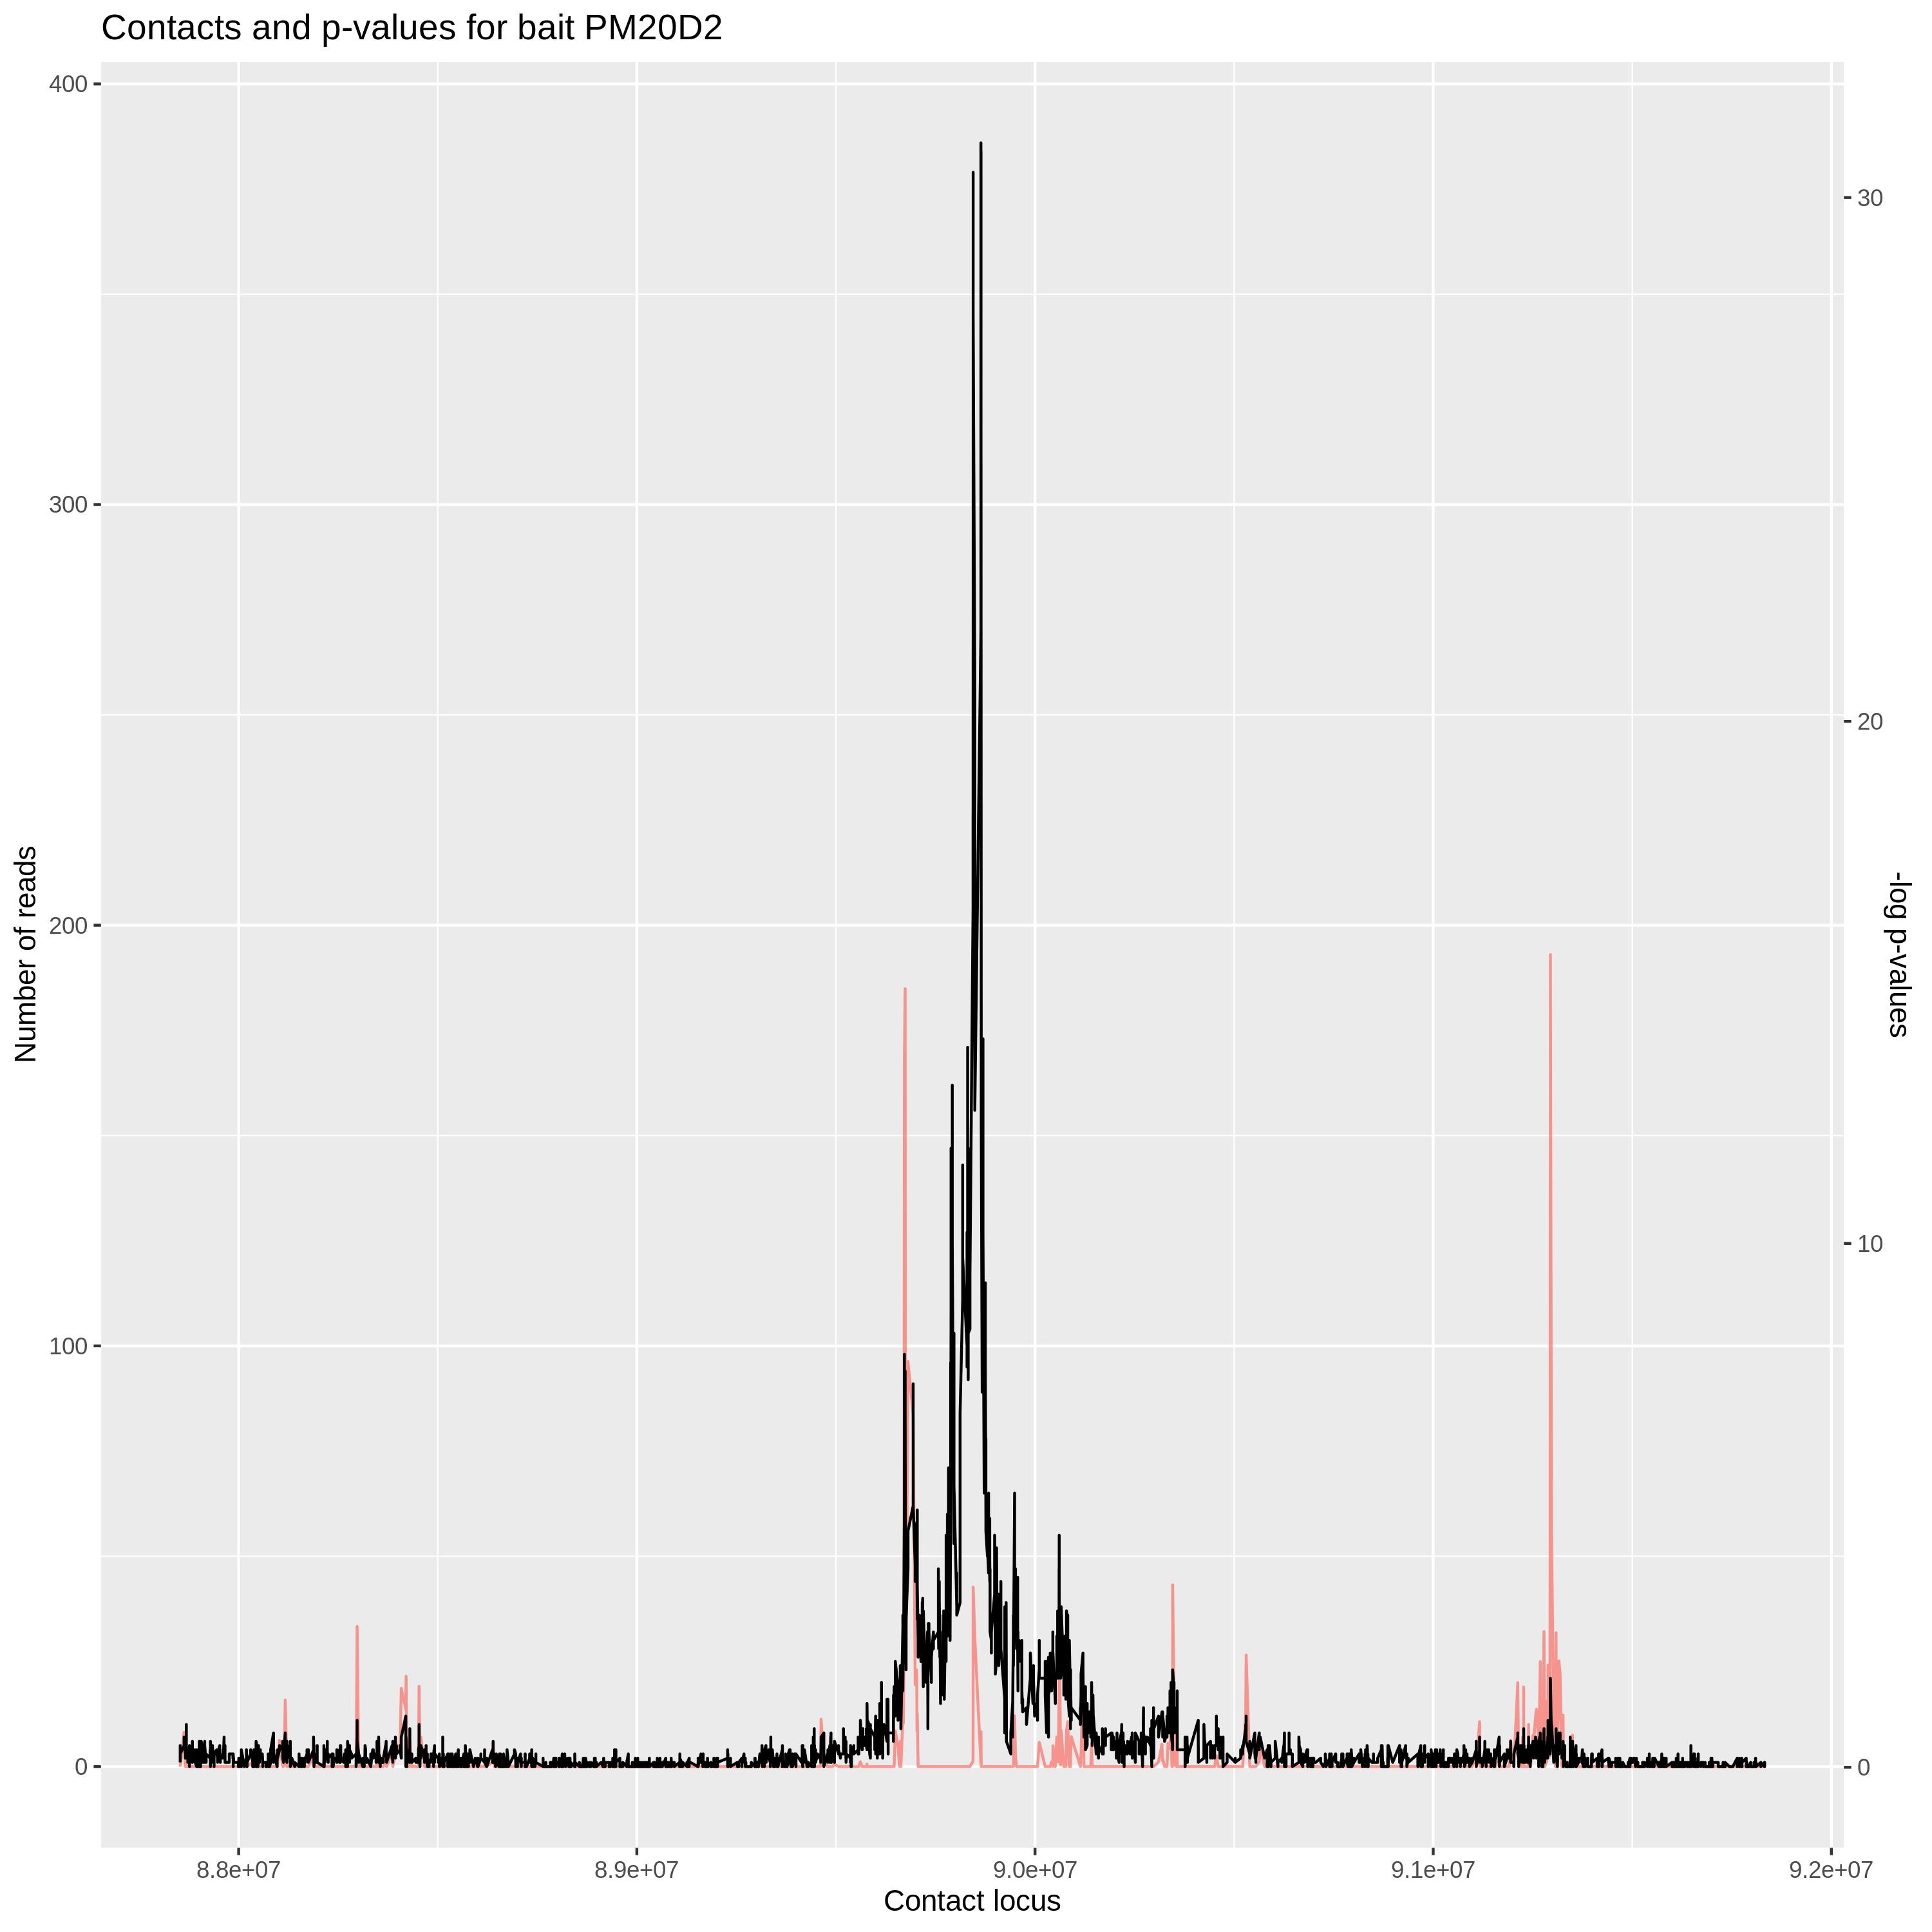 Contacts and p-values for bait PM20D2
400
300
200
100
0
Number of reads
30
20
10
0
-log p-values
8.8e+07
8.9e+07
9.0e+07
9.1e+07
9.2e+07
Contact locus